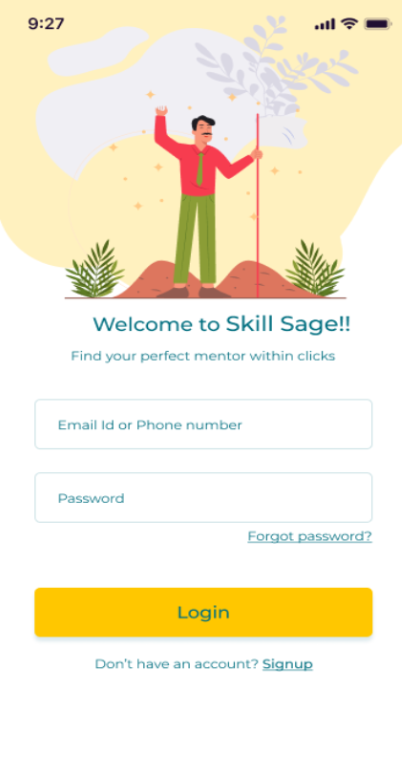 9:27
Welcome to Skill Sage!!
Find your perfect mentor within clicks
Email Id or Phone number
Password
Forgot password?
Login
Don't have an account? Signup